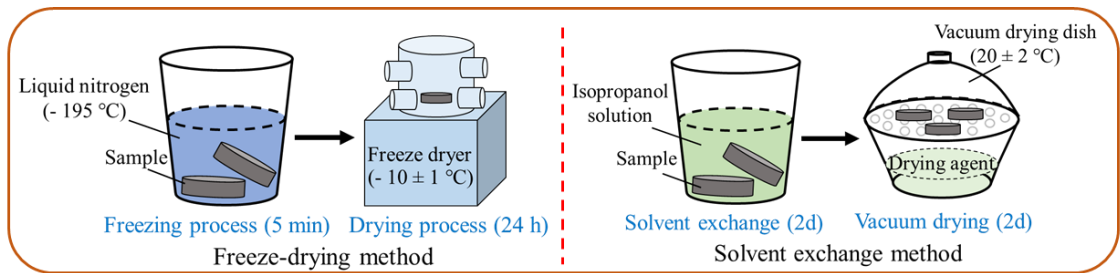 Liquid nitrogen
(- 195 ℃)
Sample
Freeze dryer
(- 10 ± 1 ℃)
Freezing process (5 min)
Drying process (24 h)
Freeze-drying method
Isopropanol
solution
Sample
Vacuum drying dish
(20 ± 2 ℃)
Drying agent
Solvent exchange (2d)
Vacuum drying (2d)
Solvent exchange method